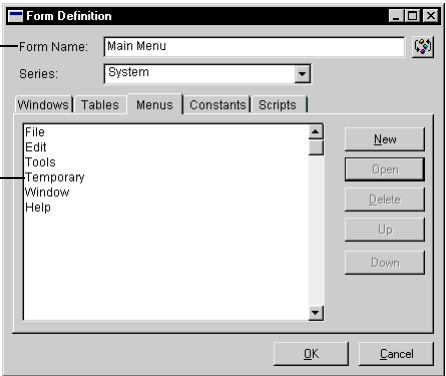 Form Definition
Form Name: Main Menu
Series: System
Windows Tables Menus Constants Scripts
File
Edit
Tools
Temporary
Window
Help
New
Open
Delete
Up
Down
OK Cancel